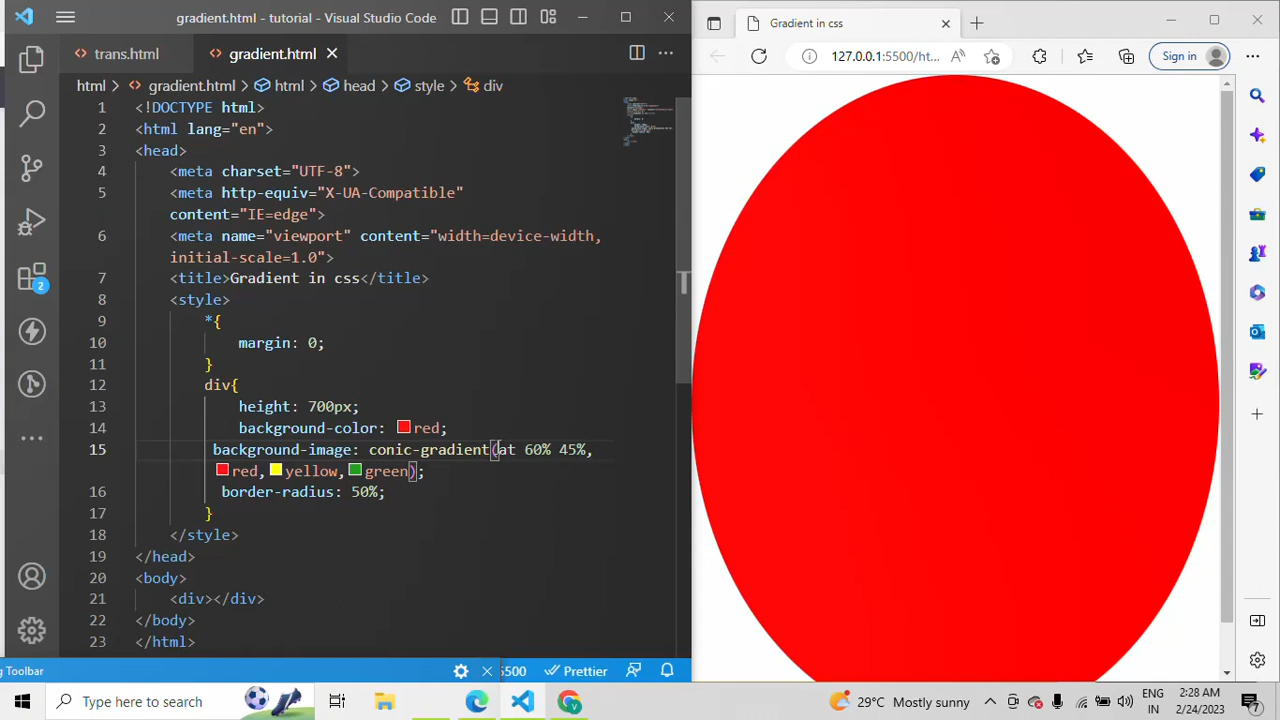 gradient.html - tutorial - Visual Studio Code
trans.html
gradient.html
html > gradient.html > html > head > style > div
1 <!DOCTYPE html>
2 <html lang="en">
3 <head>
4 <meta charset="UTF-8">
5 <meta http-equiv="X-UA-Compatible"
content="IE=edge">
6 <meta name="viewport" content="width=device-width,
initial-scale=1.0">
7 <title>Gradient in css</title>
8 <style>
9 *{
10 margin: 0;
11 }
12 div{
13 height: 700px;
14 background-color: red;
15 background-image: conic-gradient(at 60% 45%,
red,yellow,green);
16 border-radius: 50%;
17 }
18 </style>
19 </head>
20 <body>
21 <div></div>
22 </body>
23 </html>
2
g Toolbar
5500
Prettier
Gradient in css
127.0.0.1:5500/ht...
A
Sign in
T
Type here to search
29°C Mostly sunny
ENG
IN
2:28 AM
2/24/2023
7